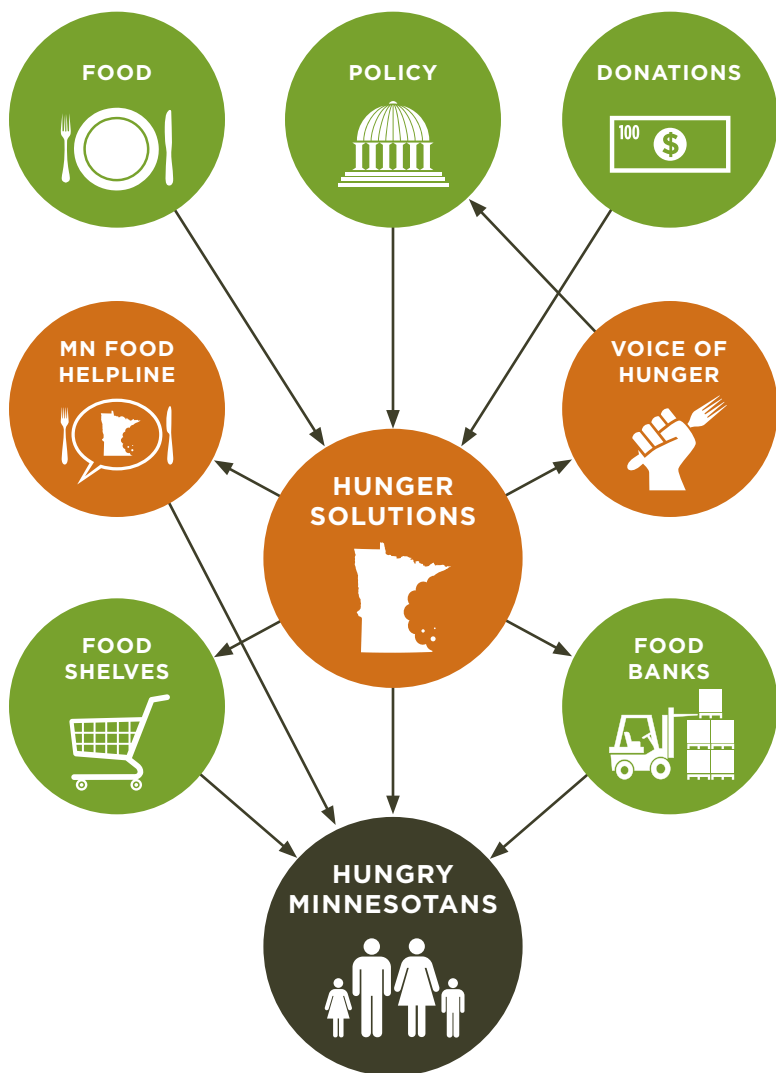 FOOD
POLICY
DONATIONS
100
$
MN FOOD
HELPLINE
VOICE OF
HUNGER
HUNGER
SOLUTIONS
FOOD
SHELVES
FOOD
BANKS
HUNGRY
MINNESOTANS